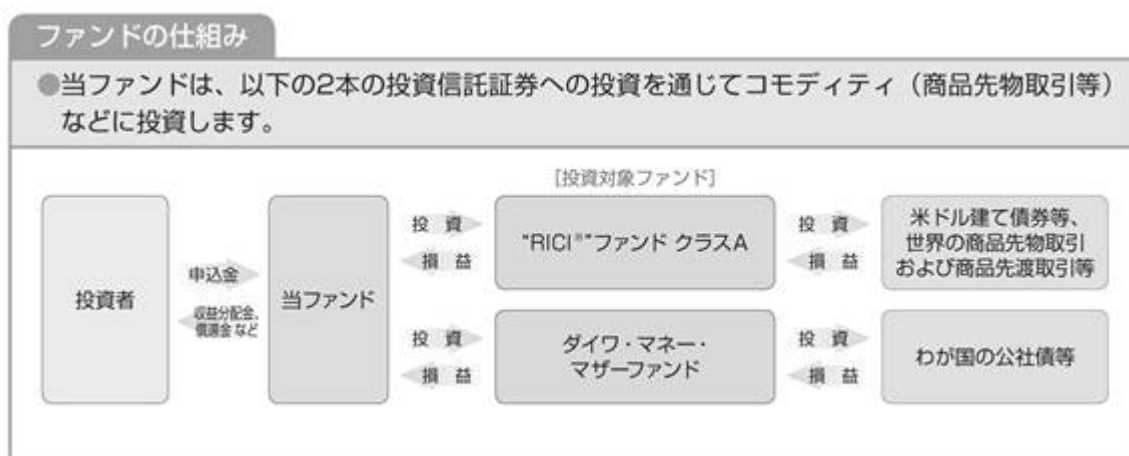 ファンドの仕組み
●当ファンドは、以下の2本の投資信託証券への投資を通じてコモディティ（商品先物取引等）
などに投資します。
［投資対象ファンド］
投資者
申込金
収益分配金、
償還金 など
当ファンド
投 資
損 益
"RICI®"ファンド クラスA
投 資
損 益
米ドル建て債券等、
世界の商品先物取引
および商品先渡取引等
投 資
損 益
ダイワ・マネー・
マザーファンド
投 資
損 益
わが国の公社債等